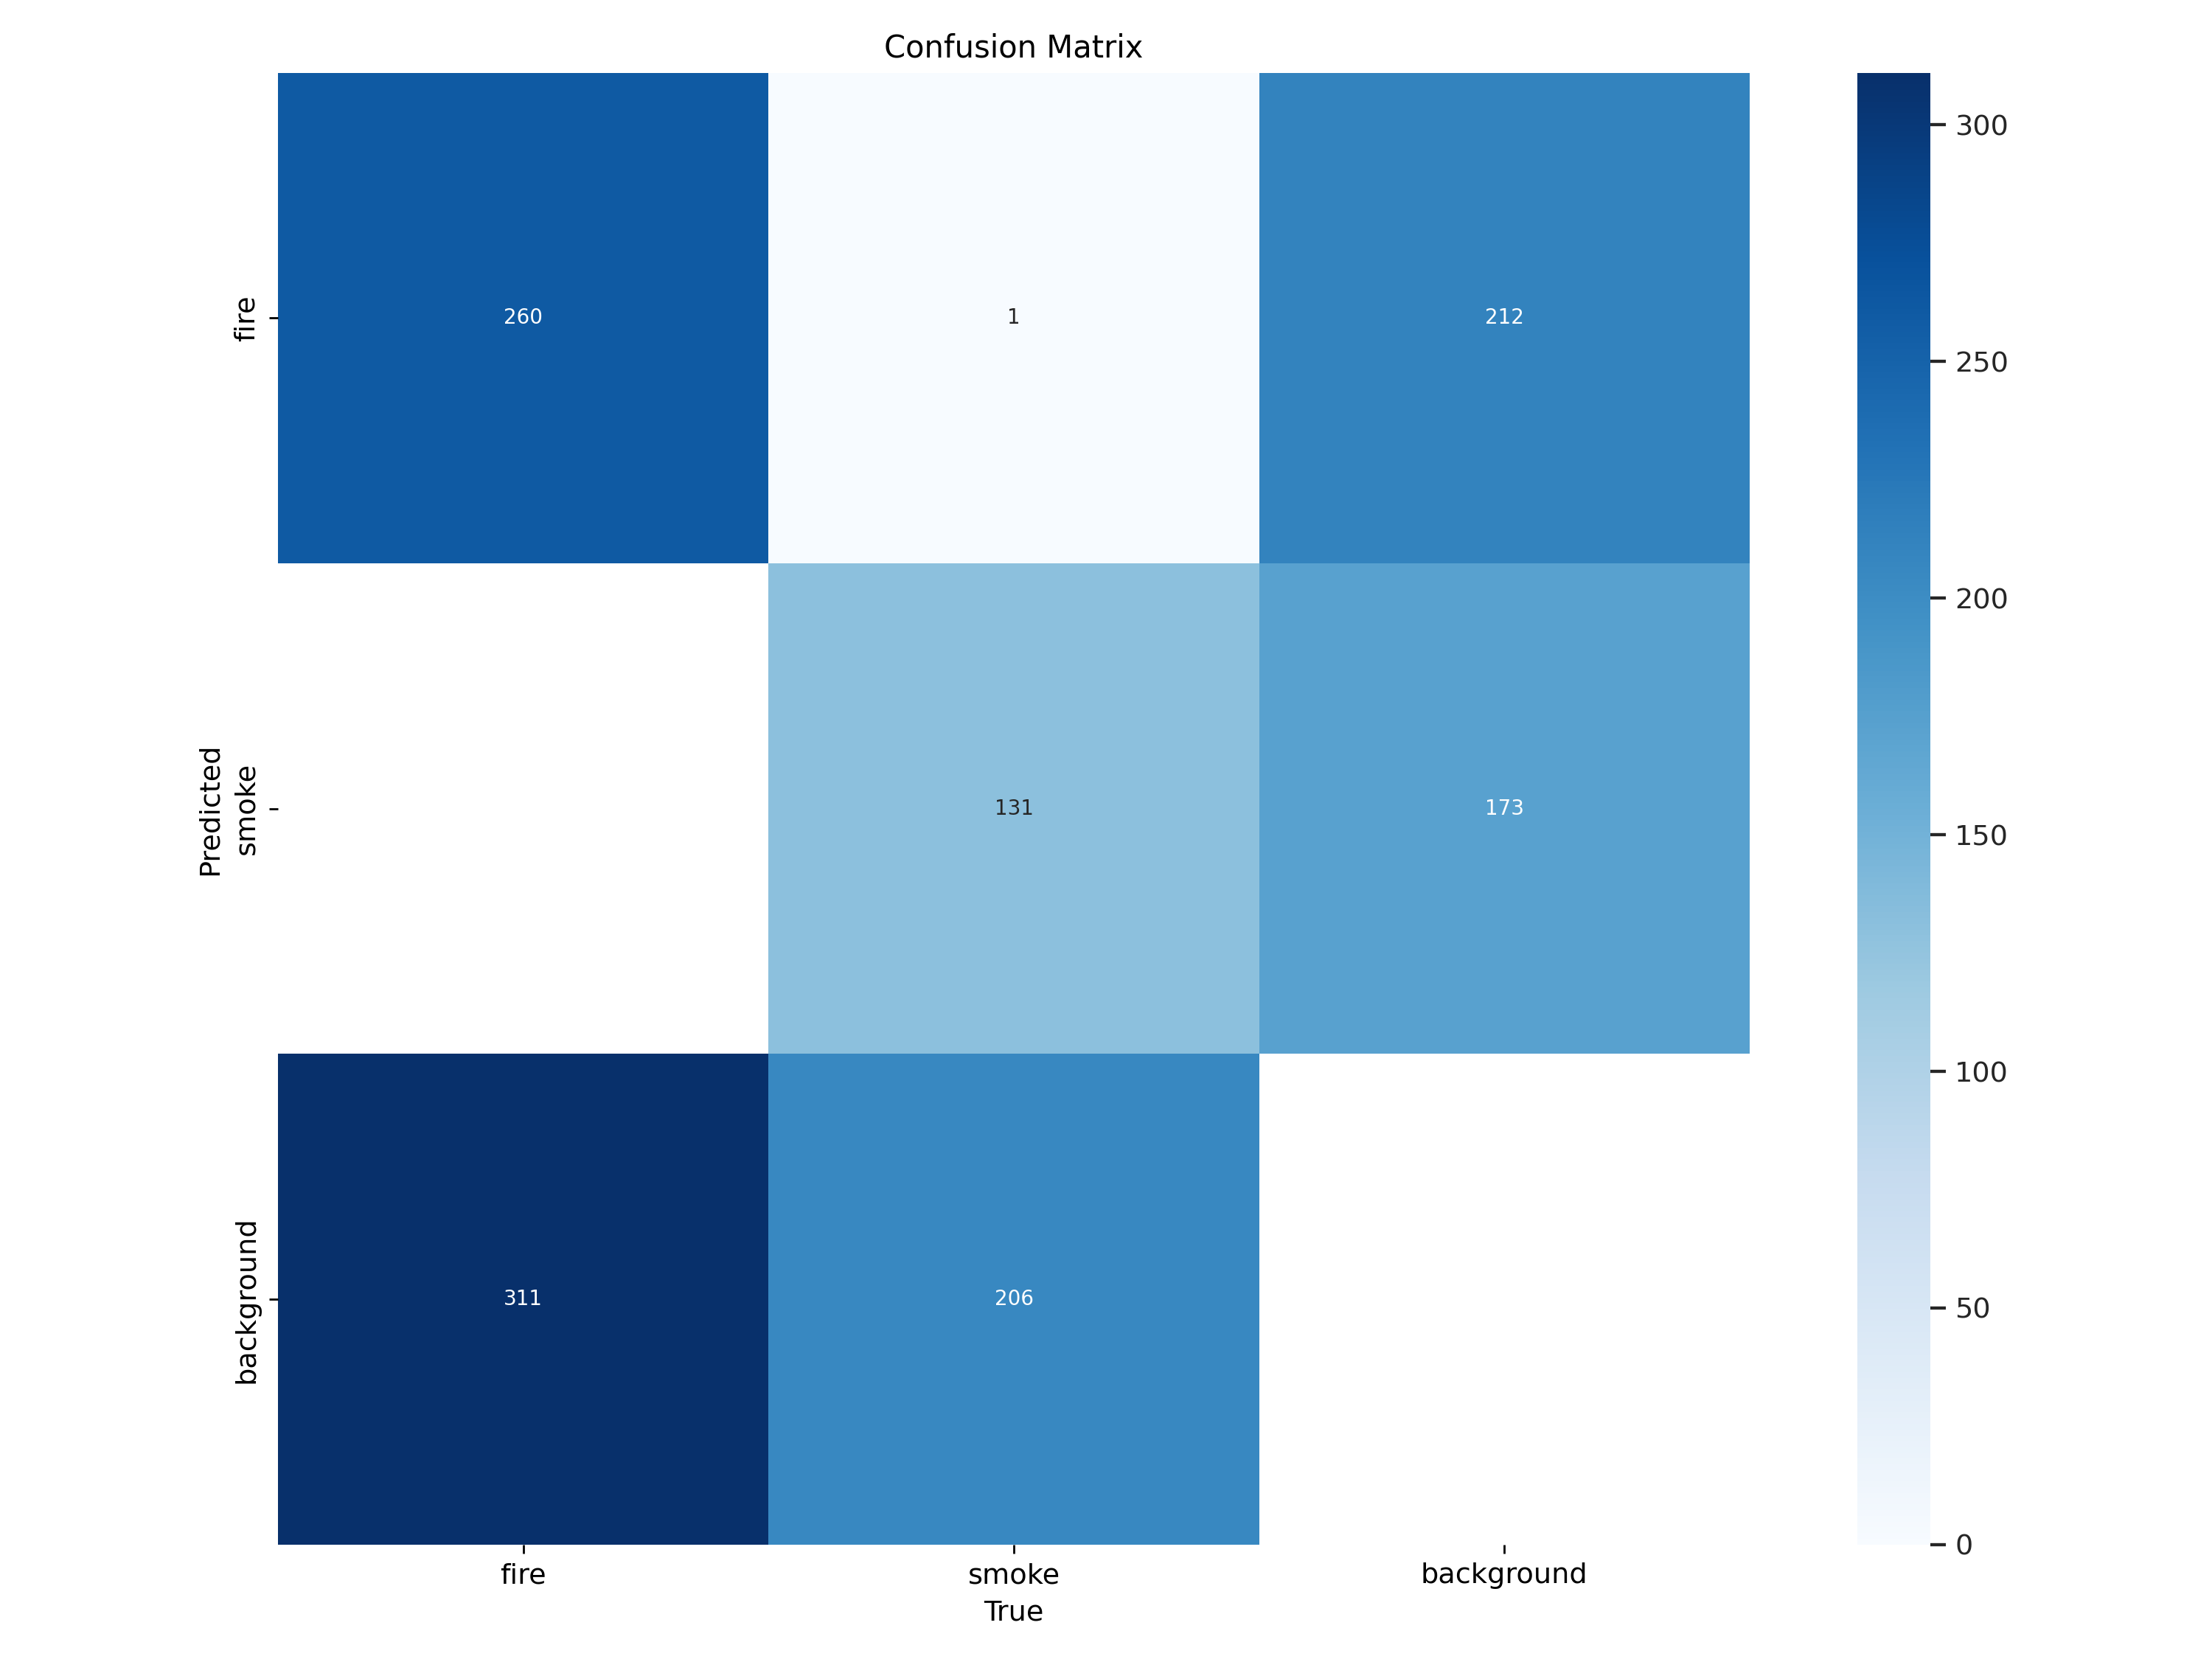 Confusion Matrix
fire
260
1
212
300
250
200
Predicted
smoke
131
173
150
100
background
311
206
50
0
fire
smoke
background
True